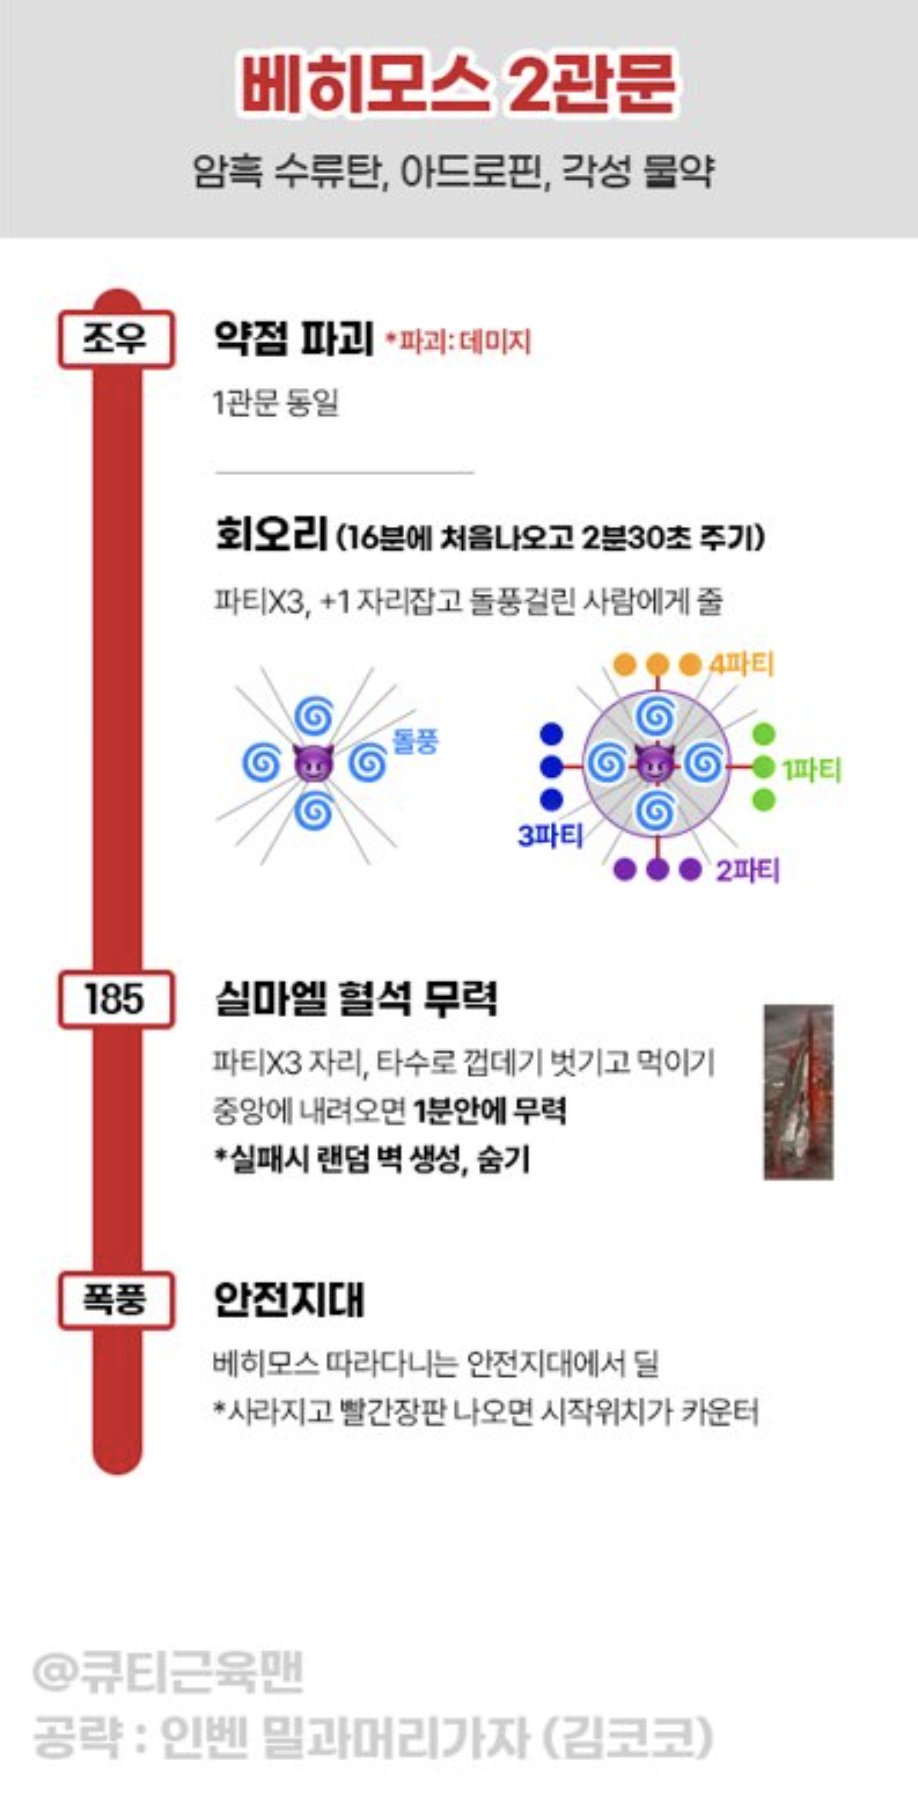 베히모스 2관문
암흑 수류탄, 아드로핀, 각성 물약
조우
약점 파괴 *파괴: 데미지
1관문 동일
회오리 (16분에 처음나오고 2분30초 주기)
파티X3, +1 자리잡고 돌풍걸린 사람에게 줄
돌풍
4파티
1파티
3파티
2파티
185
실마엘 혈석 무력
파티X3 자리, 타수로 껍데기 벗기고 먹이기
중앙에 내려오면 1분안에 무력
*실패시 랜덤 벽 생성, 숨기
폭풍
안전지대
베히모스 따라다니는 안전지대에서 딜
*사라지고 빨간장판 나오면 시작위치가 카운터
@큐티근육맨
공략 : 인벤 밀과머리가자 (김코코)